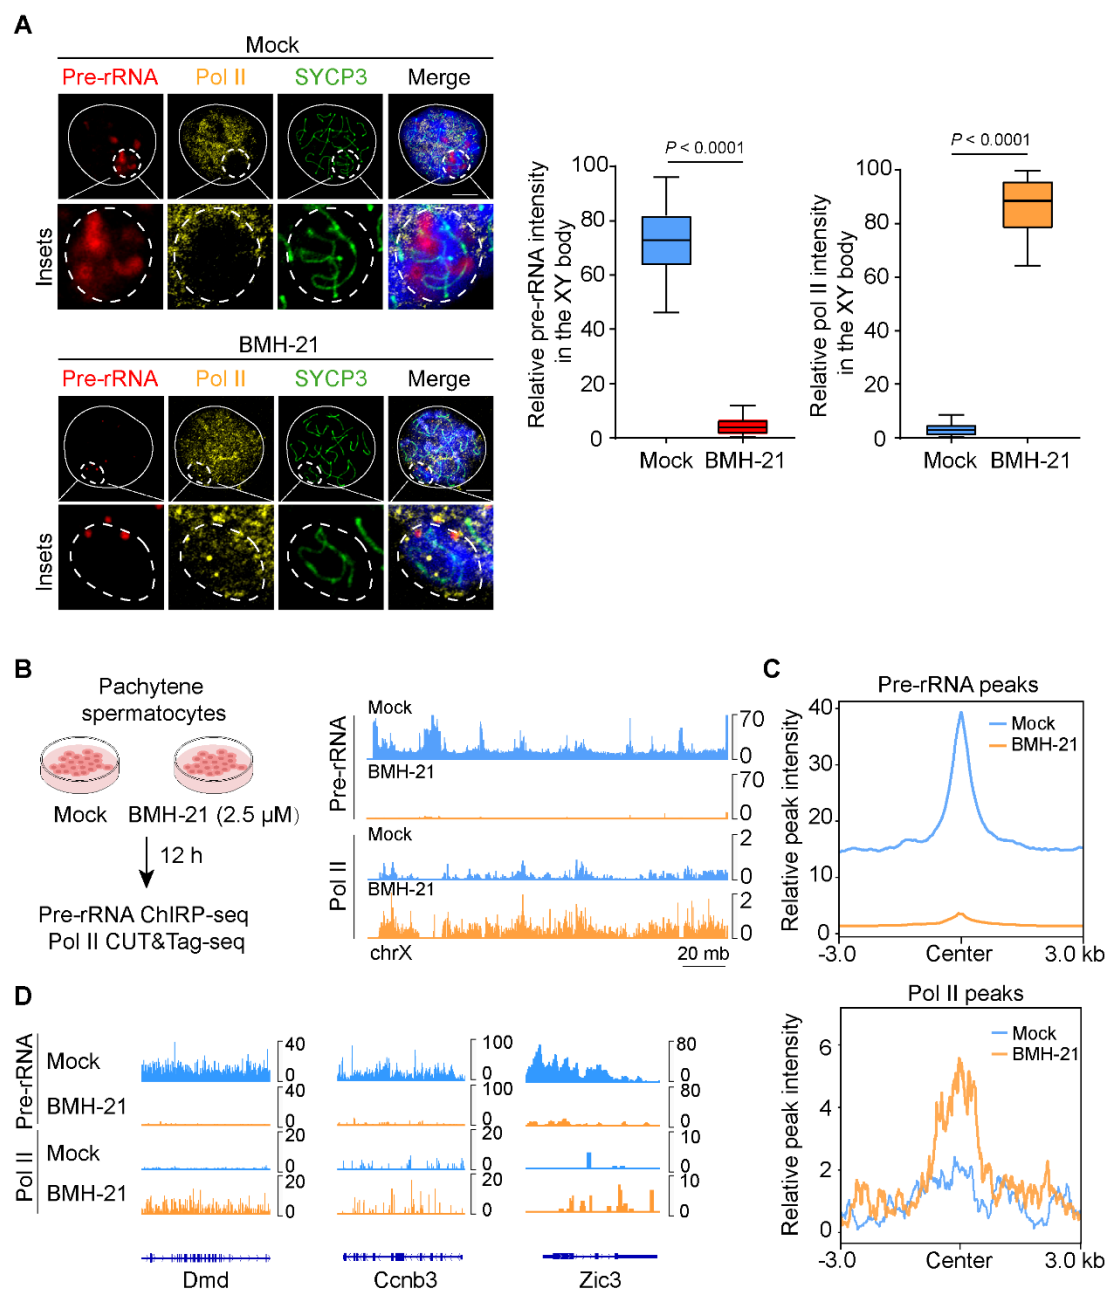 A
Mock
Pre-rRNA Pol II SYCP3 Merge
Insets
BMH-21
Pre-rRNA Pol II SYCP3 Merge
Insets
Relative pre-rRNA intensity
in the XY body
100
80
60
40
20
0
P < 0.0001
Mock BMH-21
Relative pol II intensity
in the XY body
100
80
60
40
20
0
P < 0.0001
Mock BMH-21
B
Pachytene
spermatocytes
Mock BMH-21 (2.5 μM)
12 h
Pre-rRNA ChIRP-seq
Pol II CUT&Tag-seq
Pre-rRNA
Mock
70
0
BMH-21
70
0
Pol II
Mock
2
0
BMH-21
2
0
chrX
20 mb
C
Pre-rRNA peaks
Relative peak intensity
40
30
20
10
0
Mock
BMH-21
-3.0 Center 3.0 kb
Pol II peaks
Relative peak intensity
6
4
2
0
Mock
BMH-21
-3.0 Center 3.0 kb
D
Pre-rRNA
Mock
40
0
100
0
80
0
BMH-21
40
0
100
0
80
0
Pol II
Mock
20
0
20
0
10
0
BMH-21
20
0
20
0
10
0
Dmd Ccnb3 Zic3